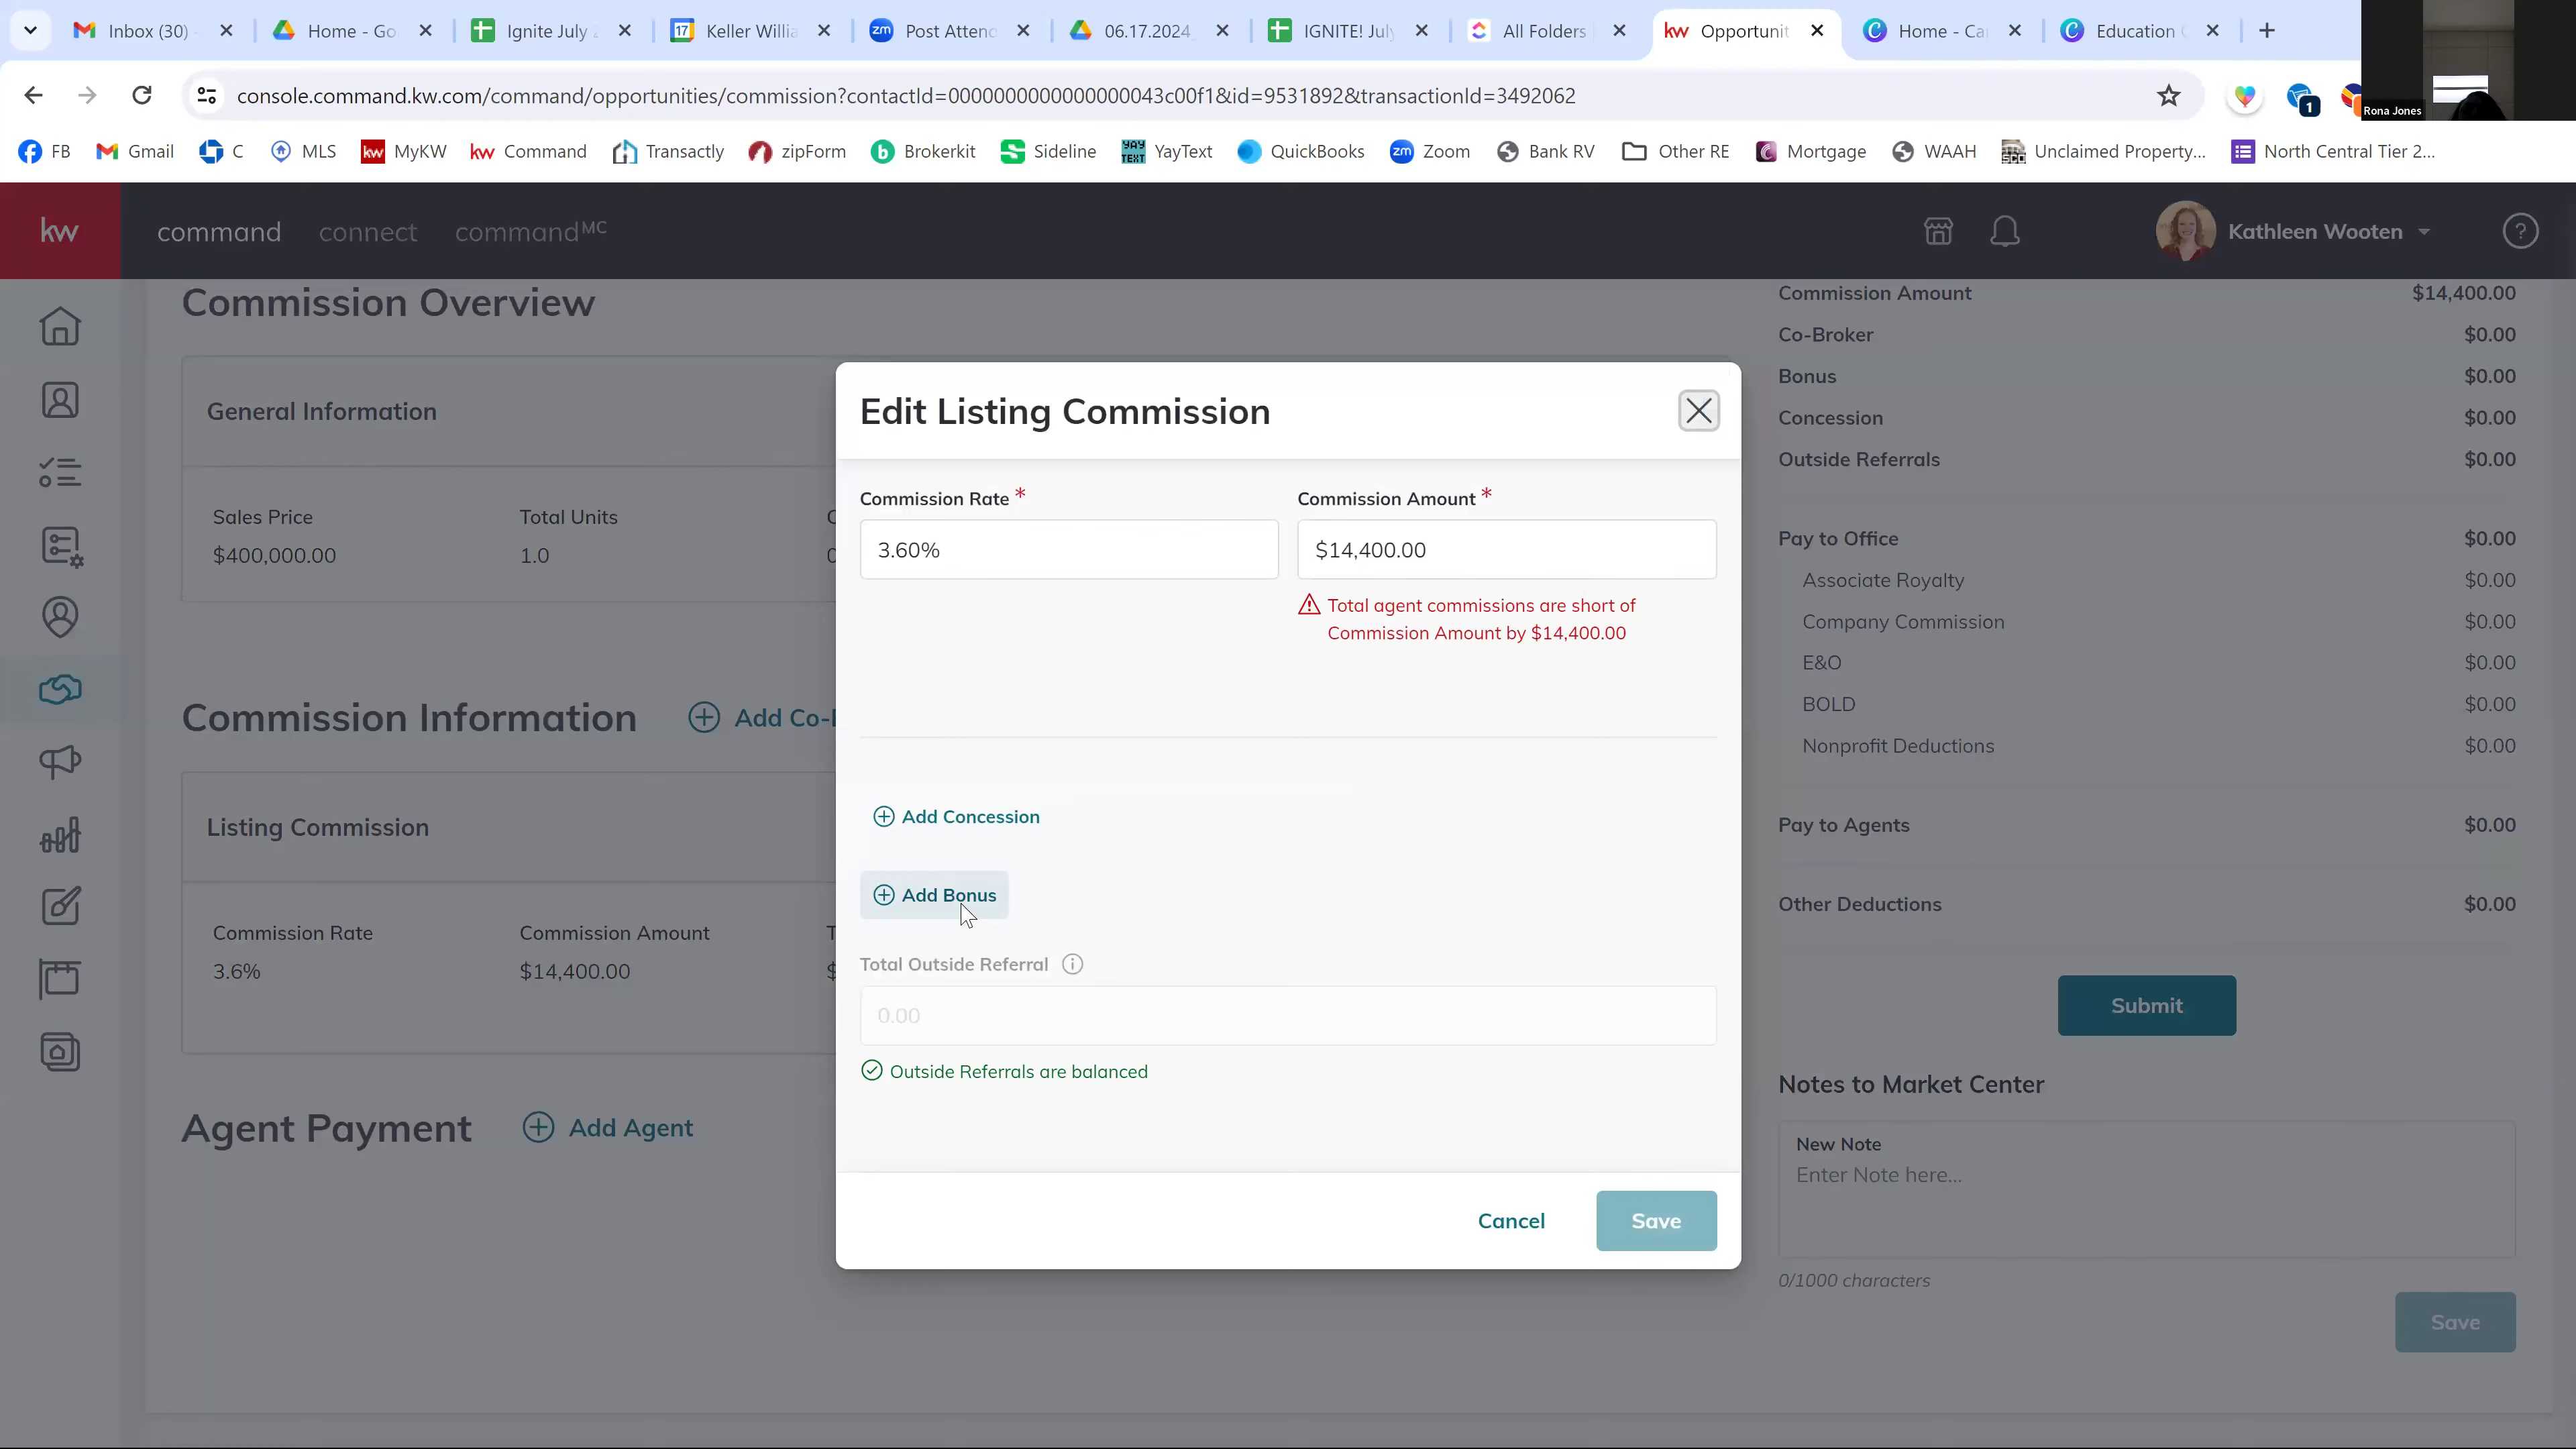 Inbox (30) -
Home - Go
Ignite July 2
Keller Willia
Post Attend
06.17.2024_
IGNITE! July
All Folders
Opportunit
Home - Ca
Education
console.command.kw.com/command/opportunities/commission?contactId=0000000000000000043c00f1&id=9531892&transactionId=3492062
1
Rona Jones
FB
Gmail
C
MLS
MyKW
Command
Transactly
zipForm
Brokerkit
Sideline
YayText
QuickBooks
Zoom
Bank RV
Other RE
Mortgage
WAAH
Unclaimed Property...
North Central Tier 2...
kw
command
connect
commandMC
Kathleen Wooten
Commission Overview
General Information
Sales Price
Total Units
$400,000.00
1.0
Commission Information
Add Co-B
Listing Commission
Commission Rate
Commission Amount
3.6%
$14,400.00
Agent Payment
Add Agent
Edit Listing Commission
Commission Rate *
Commission Amount *
3.60%
$14,400.00
Total agent commissions are short of
Commission Amount by $14,400.00
Add Concession
Add Bonus
Total Outside Referral
0.00
Outside Referrals are balanced
Cancel
Save
Commission Amount $14,400.00
Co-Broker $0.00
Bonus $0.00
Concession $0.00
Outside Referrals $0.00
Pay to Office $0.00
Associate Royalty $0.00
Company Commission $0.00
E&O $0.00
BOLD $0.00
Nonprofit Deductions $0.00
Pay to Agents $0.00
Other Deductions $0.00
Submit
Notes to Market Center
New Note
Enter Note here...
0/1000 characters
Save